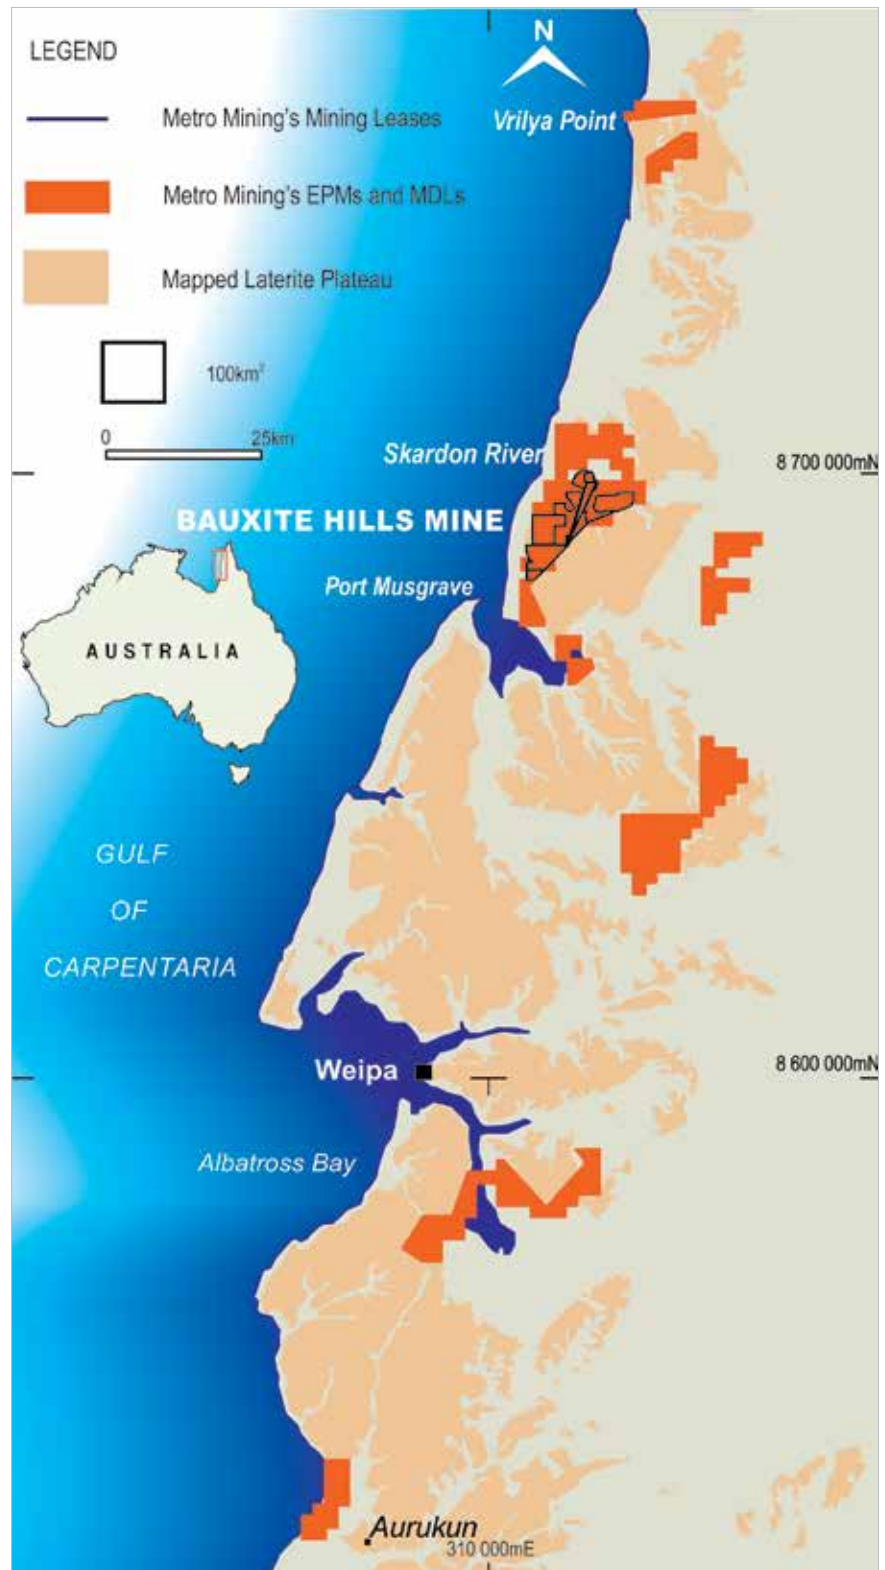 LEGEND
N
Metro Mining's Mining Leases
Vrilya Point
Metro Mining's EPMs and MDLs
Mapped Laterite Plateau
100km²
0 25km
Skardon River
8 700 000mN
BAUXITE HILLS MINE
Port Musgrave
AUSTRALIA
GULF
OF
CARPENTARIA
Weipa
8 600 000mN
Albatross Bay
Aurukun
310 000mE